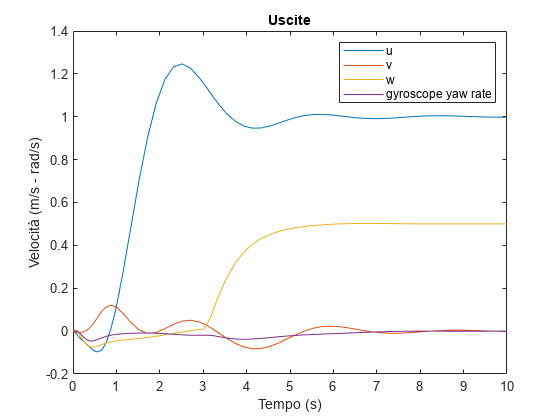 Uscite
Velocità (m/s - rad/s)
1.4
1.2
1
0.8
0.6
0.4
0.2
0
-0.2
u
v
w
gyroscope yaw rate
0 1 2 3 4 5 6 7 8 9 10
Tempo (s)